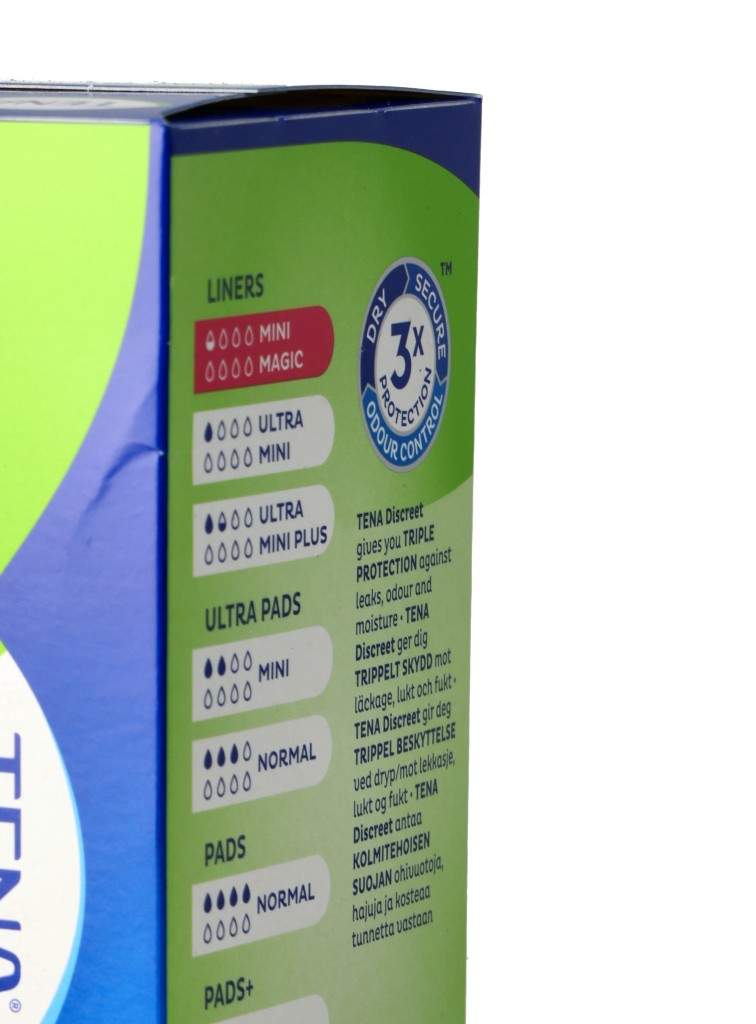 LINERS
MINI
MAGIC
ULTRA
MINI
ULTRA
MINI PLUS
ULTRA PADS
MINI
NORMAL
PADS
NORMAL
PADS+
TM
DRY
SECURE
3x
PROTECTION
ODOUR CONTROL
TENA Discreet
gives you TRIPLE
PROTECTION against
leaks, odour and
moisture • TENA
Discreet ger dig
TRIPPELT SKYDD mot
läckage, lukt och fukt •
TENA Discreet gir deg
TRIPPEL BESKYTTELSE
ved dryp/mot lekkasje,
lukt og fukt • TENA
Discreet antaa
KOLMITEHOISEN
SUOJAN ohivuotoja,
hajuja ja kosteaa
tunnetta vastaan
TENA®